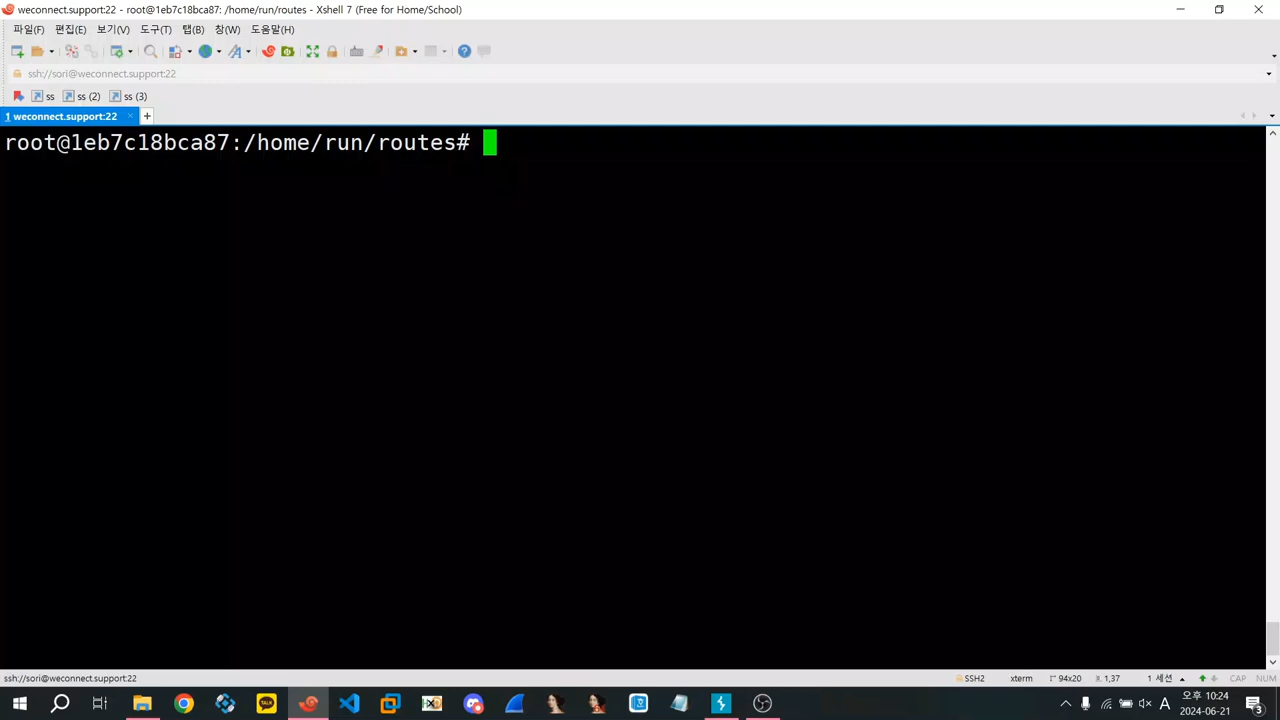 weconnect.support:22 - root@1eb7c18bca87: /home/run/routes - Xshell 7 (Free for Home/School)
파일(F) 편집(E) 보기(V) 도구(T) 탭(B) 창(W) 도움말(H)
ssh://sori@weconnect.support:22
ss ss (2) ss (3)
1 weconnect.support:22
root@1eb7c18bca87:/home/run/routes#
ssh://sori@weconnect.support:22 SSH2 xterm 94x20 1,37 1 세션 CAP NUM
TALK A 오후 10:24
2024-06-21 3